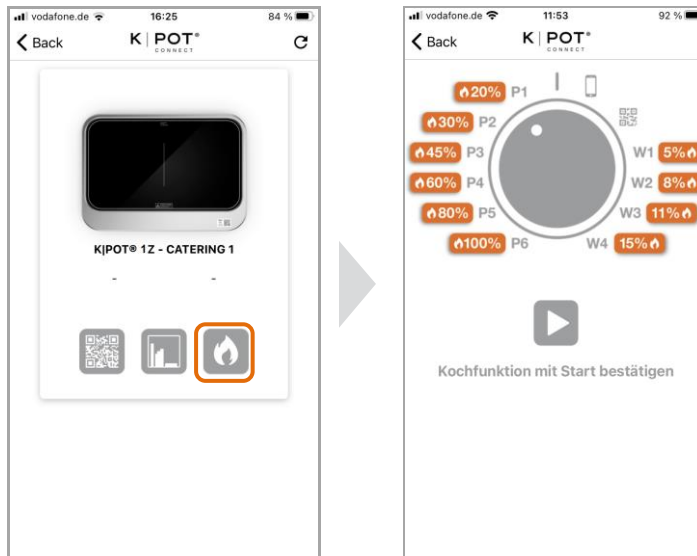 vodafone.de 16:25 84 %
Back K | POT®
CONNECT
K|POT® 1Z - CATERING 1
- -
vodafone.de 11:53 92 %
Back K | POT®
CONNECT
20% P1
30% P2
45% P3 W1 5%
60% P4 W2 8%
80% P5 W3 11%
100% P6 W4 15%
Kochfunktion mit Start bestätigen